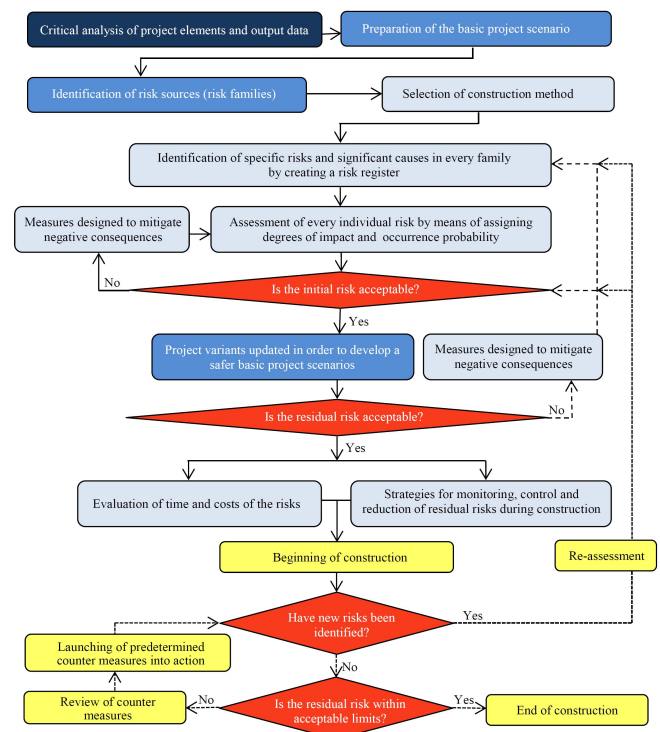 Critical analysis of project elements and output data
Preparation of the basic project scenario
Identification of risk sources (risk families)
Selection of construction method
Identification of specific risks and significant causes in every family
by creating a risk register
Measures designed to mitigate
negative consequences
Assessment of every individual risk by means of assigning
degrees of impact and occurrence probability
No
Is the initial risk acceptable?
Yes
Project variants updated in order to develop a
safer basic project scenarios
Measures designed to mitigate
negative consequences
Is the residual risk acceptable?
No
Yes
Evaluation of time and costs of the risks
Strategies for monitoring, control and
reduction of residual risks during construction
Beginning of construction
Re-assessment
Have new risks been
identified?
Yes
Launching of predetermined
counter measures into action
No
Review of counter
measures
No
Is the residual risk within
acceptable limits?
Yes
End of construction